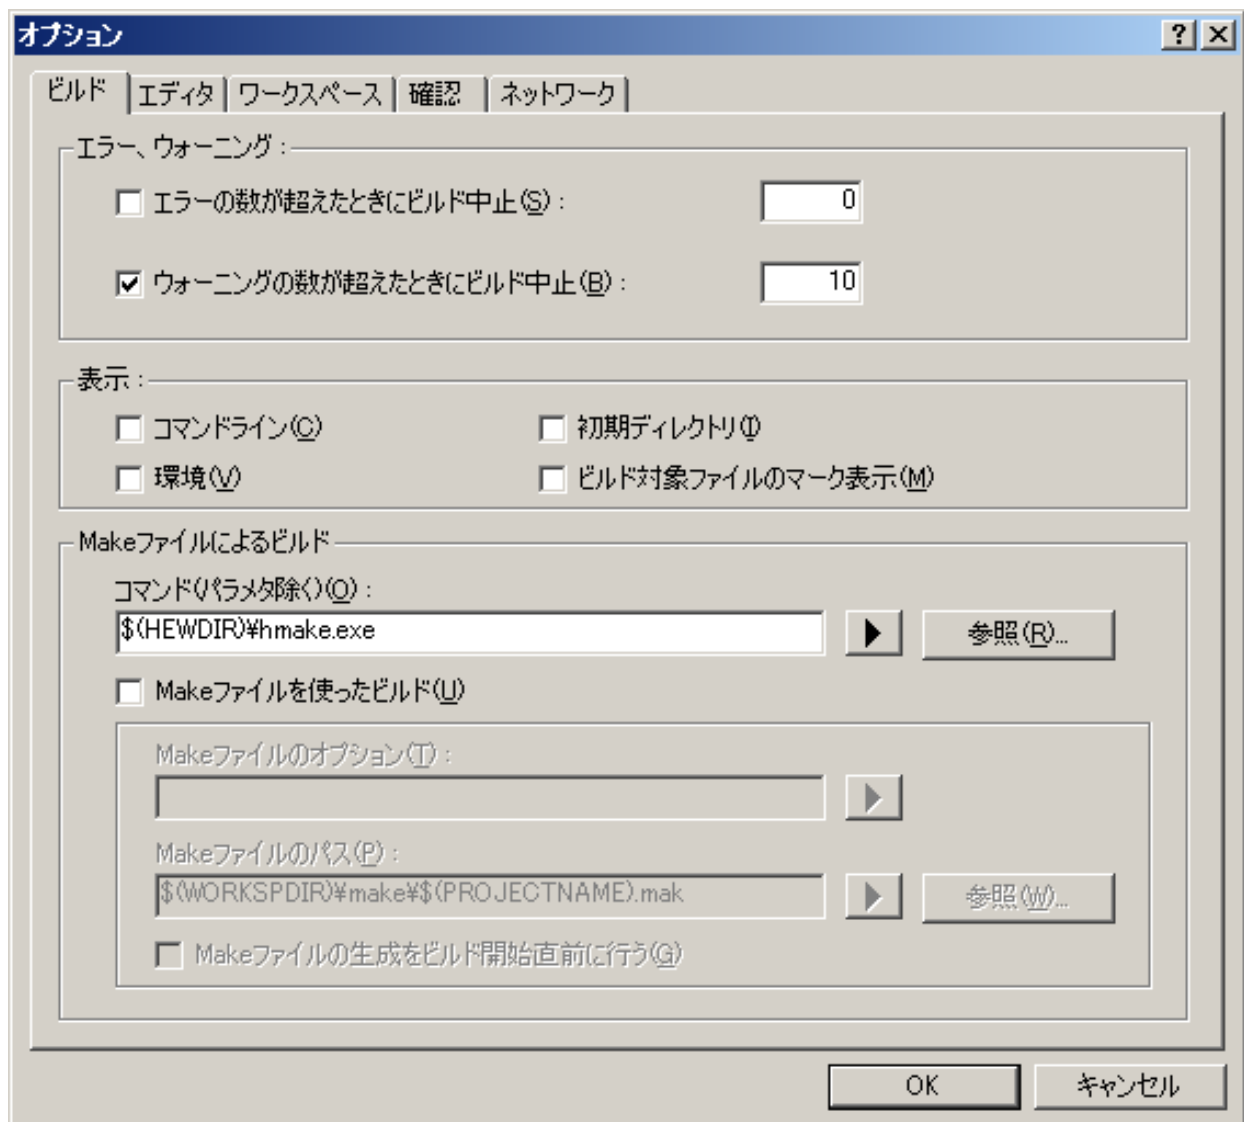 オプション
ビルド エディタ ワークスペース 確認 ネットワーク
エラー、ウォーニング :
エラーの数が超えたときにビルド中止(S) : 0
ウォーニングの数が超えたときにビルド中止(B) : 10
表示 :
コマンドライン(C) 初期ディレクトリ(I)
環境(V) ビルド対象ファイルのマーク表示(M)
Makeファイルによるビルド
コマンド(パラメタ除く)(O) :
$(HEWDIR)¥hmake.exe 参照(R)...
Makeファイルを使ったビルド(U)
Makeファイルのオプション(T) :
Makeファイルのパス(P) :
$(WORKSPDIR)¥make¥$(PROJECTNAME).mak 参照(W)...
Makeファイルの生成をビルド開始直前に行う(G)
OK キャンセル